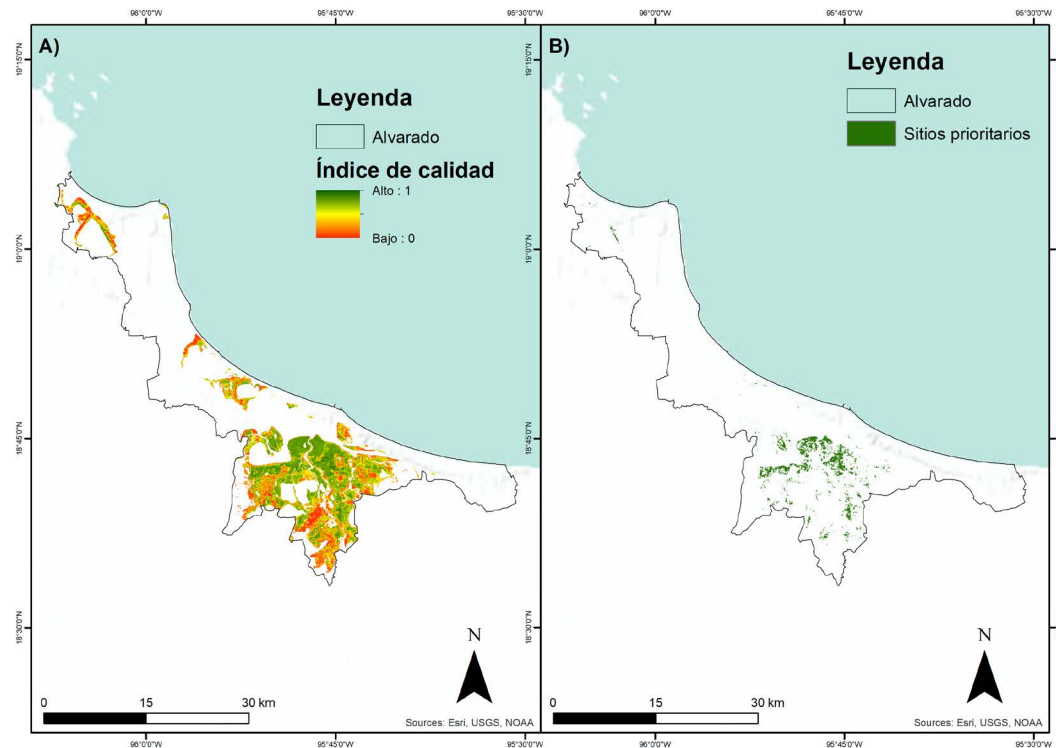 96°0'0"W
95°45'0"W
95°30'0"W
96°0'0"W
95°45'0"W
95°30'0"W
A)
B)
19°15'0"N
19°0'0"N
18°45'0"N
18°30'0"N
Leyenda
Alvarado
Índice de calidad
Alto : 1
Bajo : 0
N
0
15
30 km
Sources: Esri, USGS, NOAA
19°15'0"N
19°0'0"N
18°45'0"N
18°30'0"N
Leyenda
Alvarado
Sitios prioritarios
N
0
15
30 km
Sources: Esri, USGS, NOAA
96°0'0"W
95°45'0"W
95°30'0"W
96°0'0"W
95°45'0"W
95°30'0"W